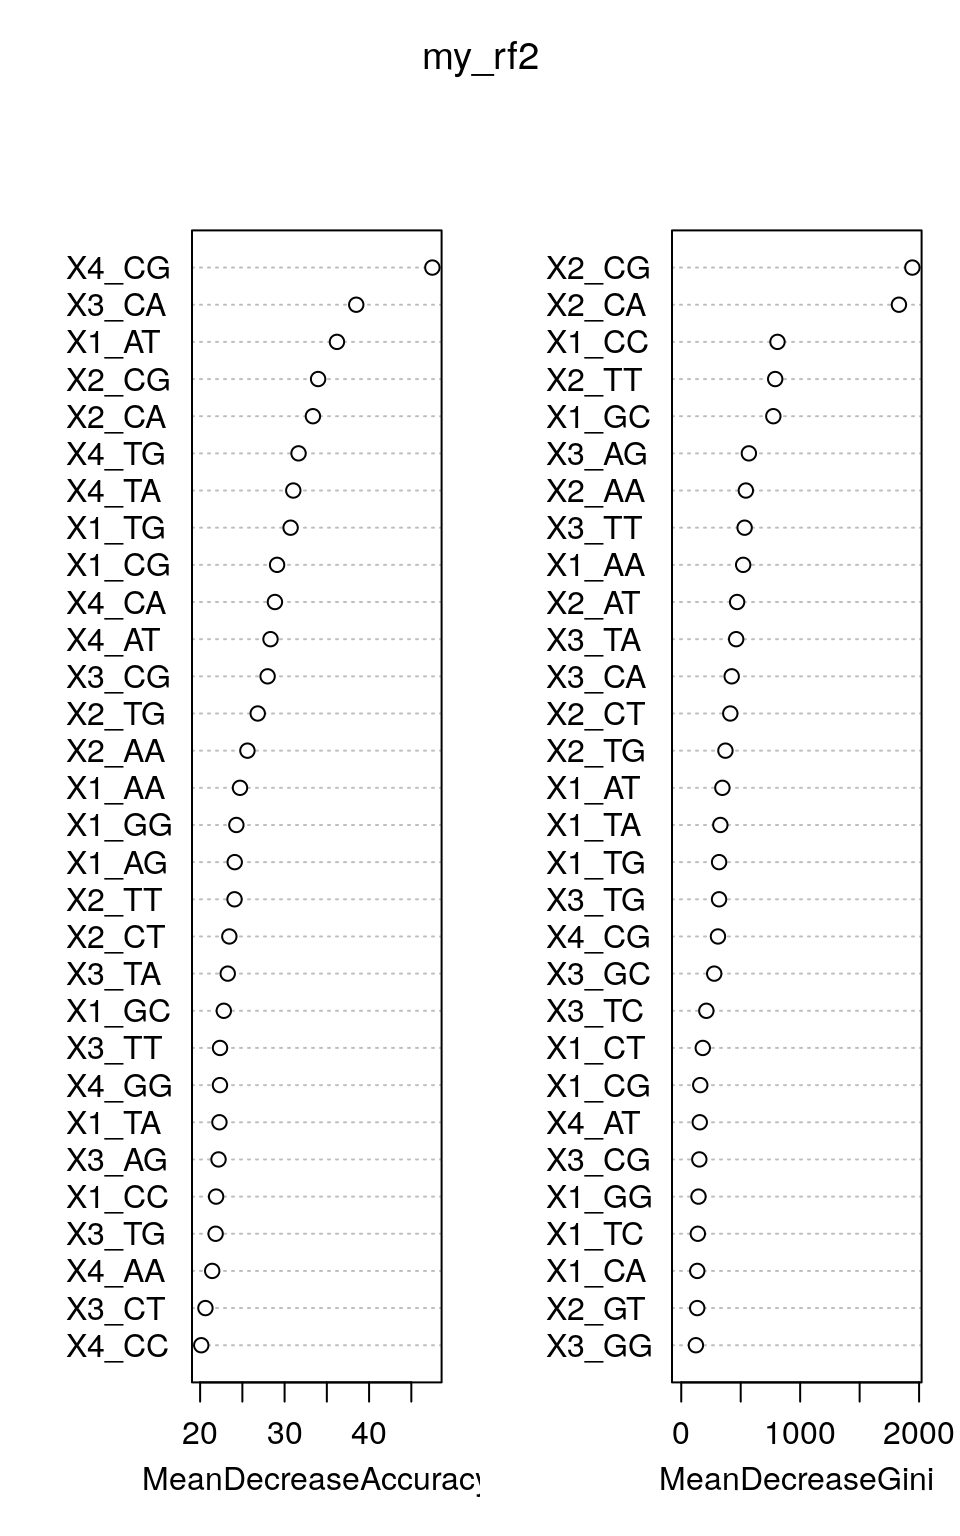 my_rf2
X4_CG
X3_CA
X1_AT
X2_CG
X2_CA
X4_TG
X4_TA
X1_TG
X1_CG
X4_CA
X4_AT
X3_CG
X2_TG
X2_AA
X1_AA
X1_GG
X1_AG
X2_TT
X2_CT
X3_TA
X1_GC
X3_TT
X4_GG
X1_TA
X3_AG
X1_CC
X3_TG
X4_AA
X3_CT
X4_CC
20 30 40
MeanDecreaseAccuracy
X2_CG
X2_CA
X1_CC
X2_TT
X1_GC
X3_AG
X2_AA
X3_TT
X1_AA
X2_AT
X3_TA
X3_CA
X2_CT
X2_TG
X1_AT
X1_TA
X1_TG
X3_TG
X4_CG
X3_GC
X3_TC
X1_CT
X1_CG
X4_AT
X3_CG
X1_GG
X1_TC
X1_CA
X2_GT
X3_GG
0 1000 2000
MeanDecreaseGini